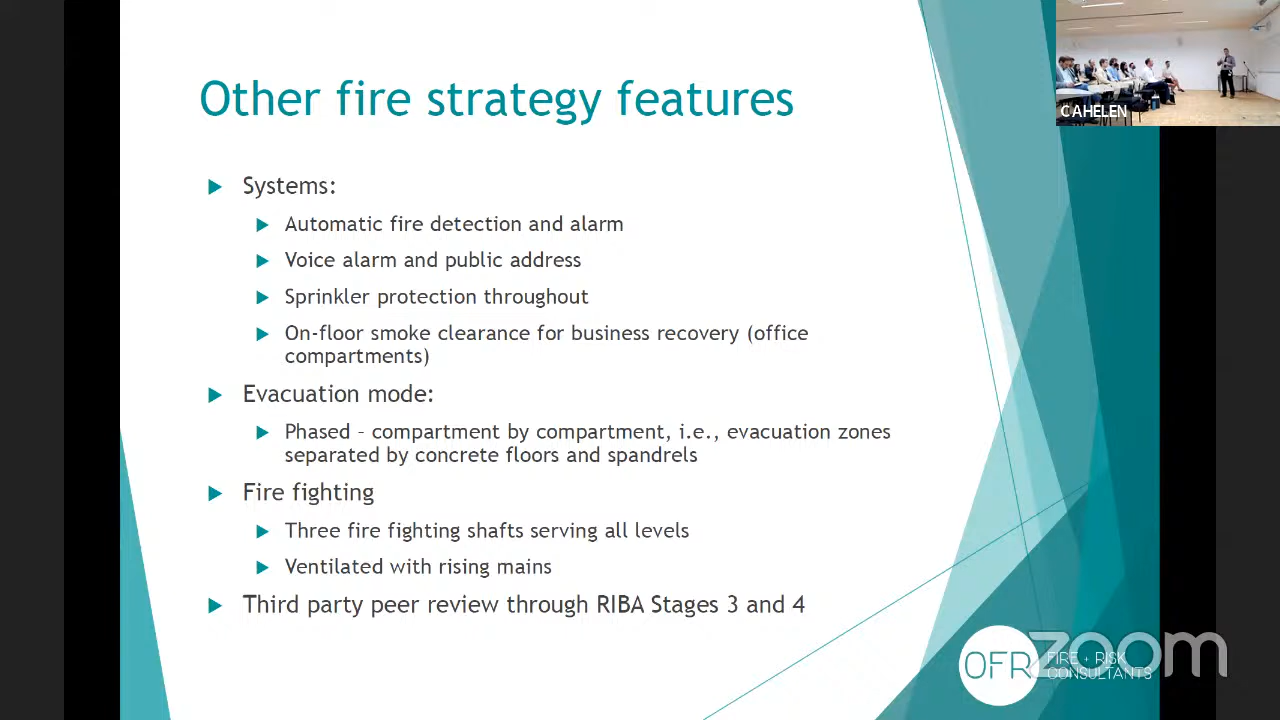 Other fire strategy features
Systems:
Automatic fire detection and alarm
Voice alarm and public address
Sprinkler protection throughout
On-floor smoke clearance for business recovery (office
compartments)
Evacuation mode:
Phased – compartment by compartment, i.e., evacuation zones
separated by concrete floors and spandrels
Fire fighting
Three fire fighting shafts serving all levels
Ventilated with rising mains
Third party peer review through RIBA Stages 3 and 4
CAHELEN
OFR
FIRE + RISK
CONSULTANTS
zoom